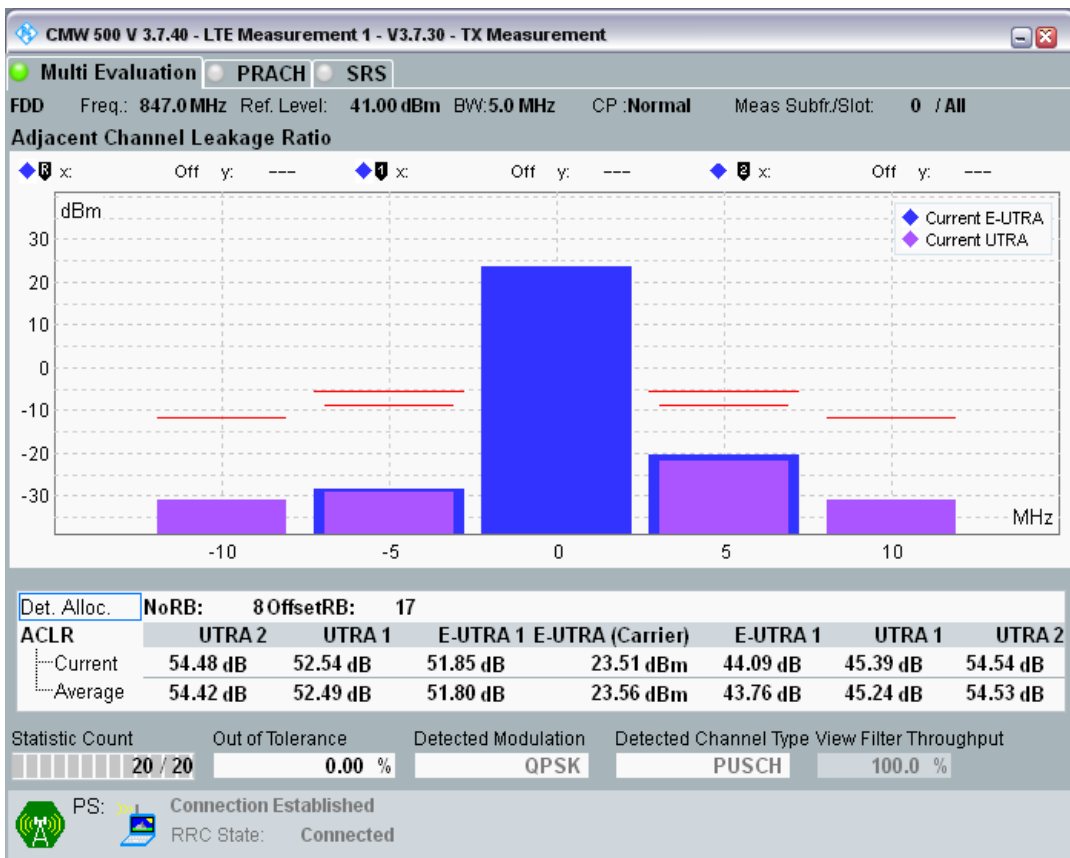 CMW 500 V 3.7.40 - LTE Measurement 1 - V3.7.30 - TX Measurement
Multi Evaluation PRACH SRS
FDD Freq.: 847.0 MHz Ref. Level: 41.00 dBm BW:5.0 MHz CP :Normal Meas Subfr./Slot: 0 / All
Adjacent Channel Leakage Ratio
R x: Off y: --- 1 x: Off y: --- 2 x: Off y: ---
dBm
Current E-UTRA
Current UTRA
30
20
10
0
-10
-20
-30
MHz
-10 -5 0 5 10
Det. Alloc. NoRB: 8 OffsetRB: 17
ACLR UTRA 2 UTRA 1 E-UTRA 1 E-UTRA (Carrier) E-UTRA 1 UTRA 1 UTRA 2
Current 54.48 dB 52.54 dB 51.85 dB 23.51 dBm 44.09 dB 45.39 dB 54.54 dB
Average 54.42 dB 52.49 dB 51.80 dB 23.56 dBm 43.76 dB 45.24 dB 54.53 dB
Statistic Count Out of Tolerance Detected Modulation Detected Channel Type View Filter Throughput
20 / 20 0.00 % QPSK PUSCH 100.0 %
PS: Connection Established
RRC State: Connected